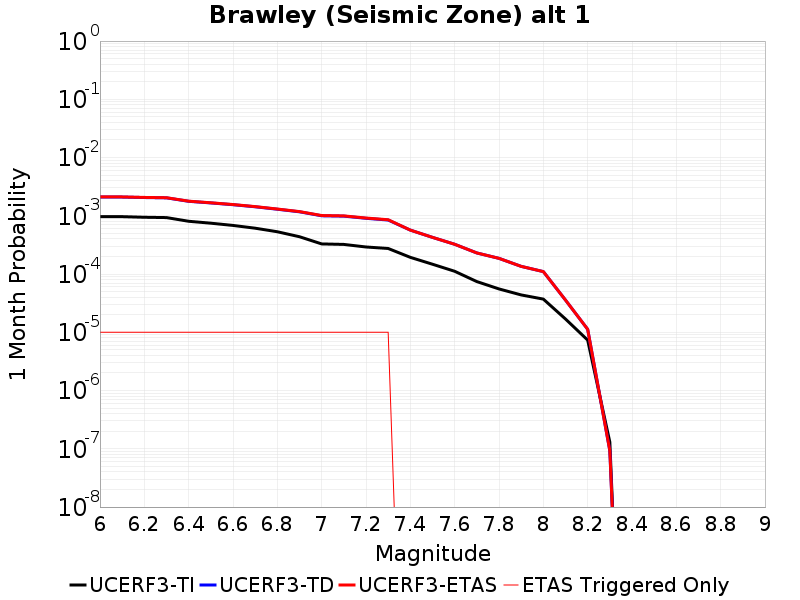 Brawley (Seismic Zone) alt 1
1 Month Probability
10^0
10^-1
10^-2
10^-3
10^-4
10^-5
10^-6
10^-7
10^-8
6 6.2 6.4 6.6 6.8 7 7.2 7.4 7.6 7.8 8 8.2 8.4 8.6 8.8 9
Magnitude
UCERF3-TI UCERF3-TD UCERF3-ETAS ETAS Triggered Only